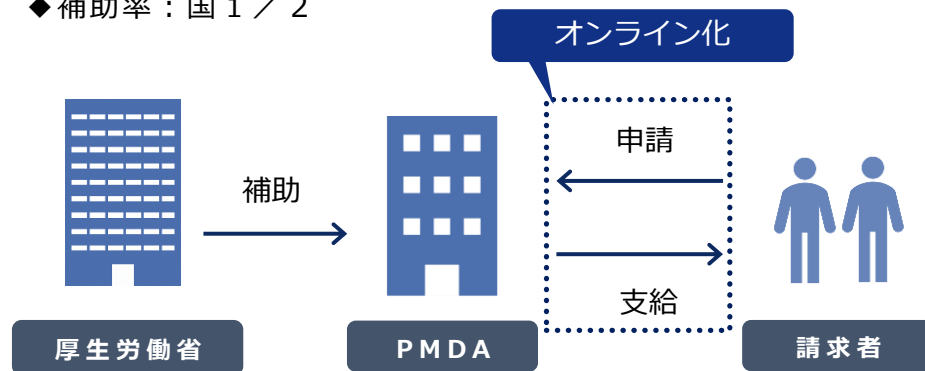 ◆補助率：国１／２
オンライン化
申請
補助
支給
厚生労働省
PMDA
請求者